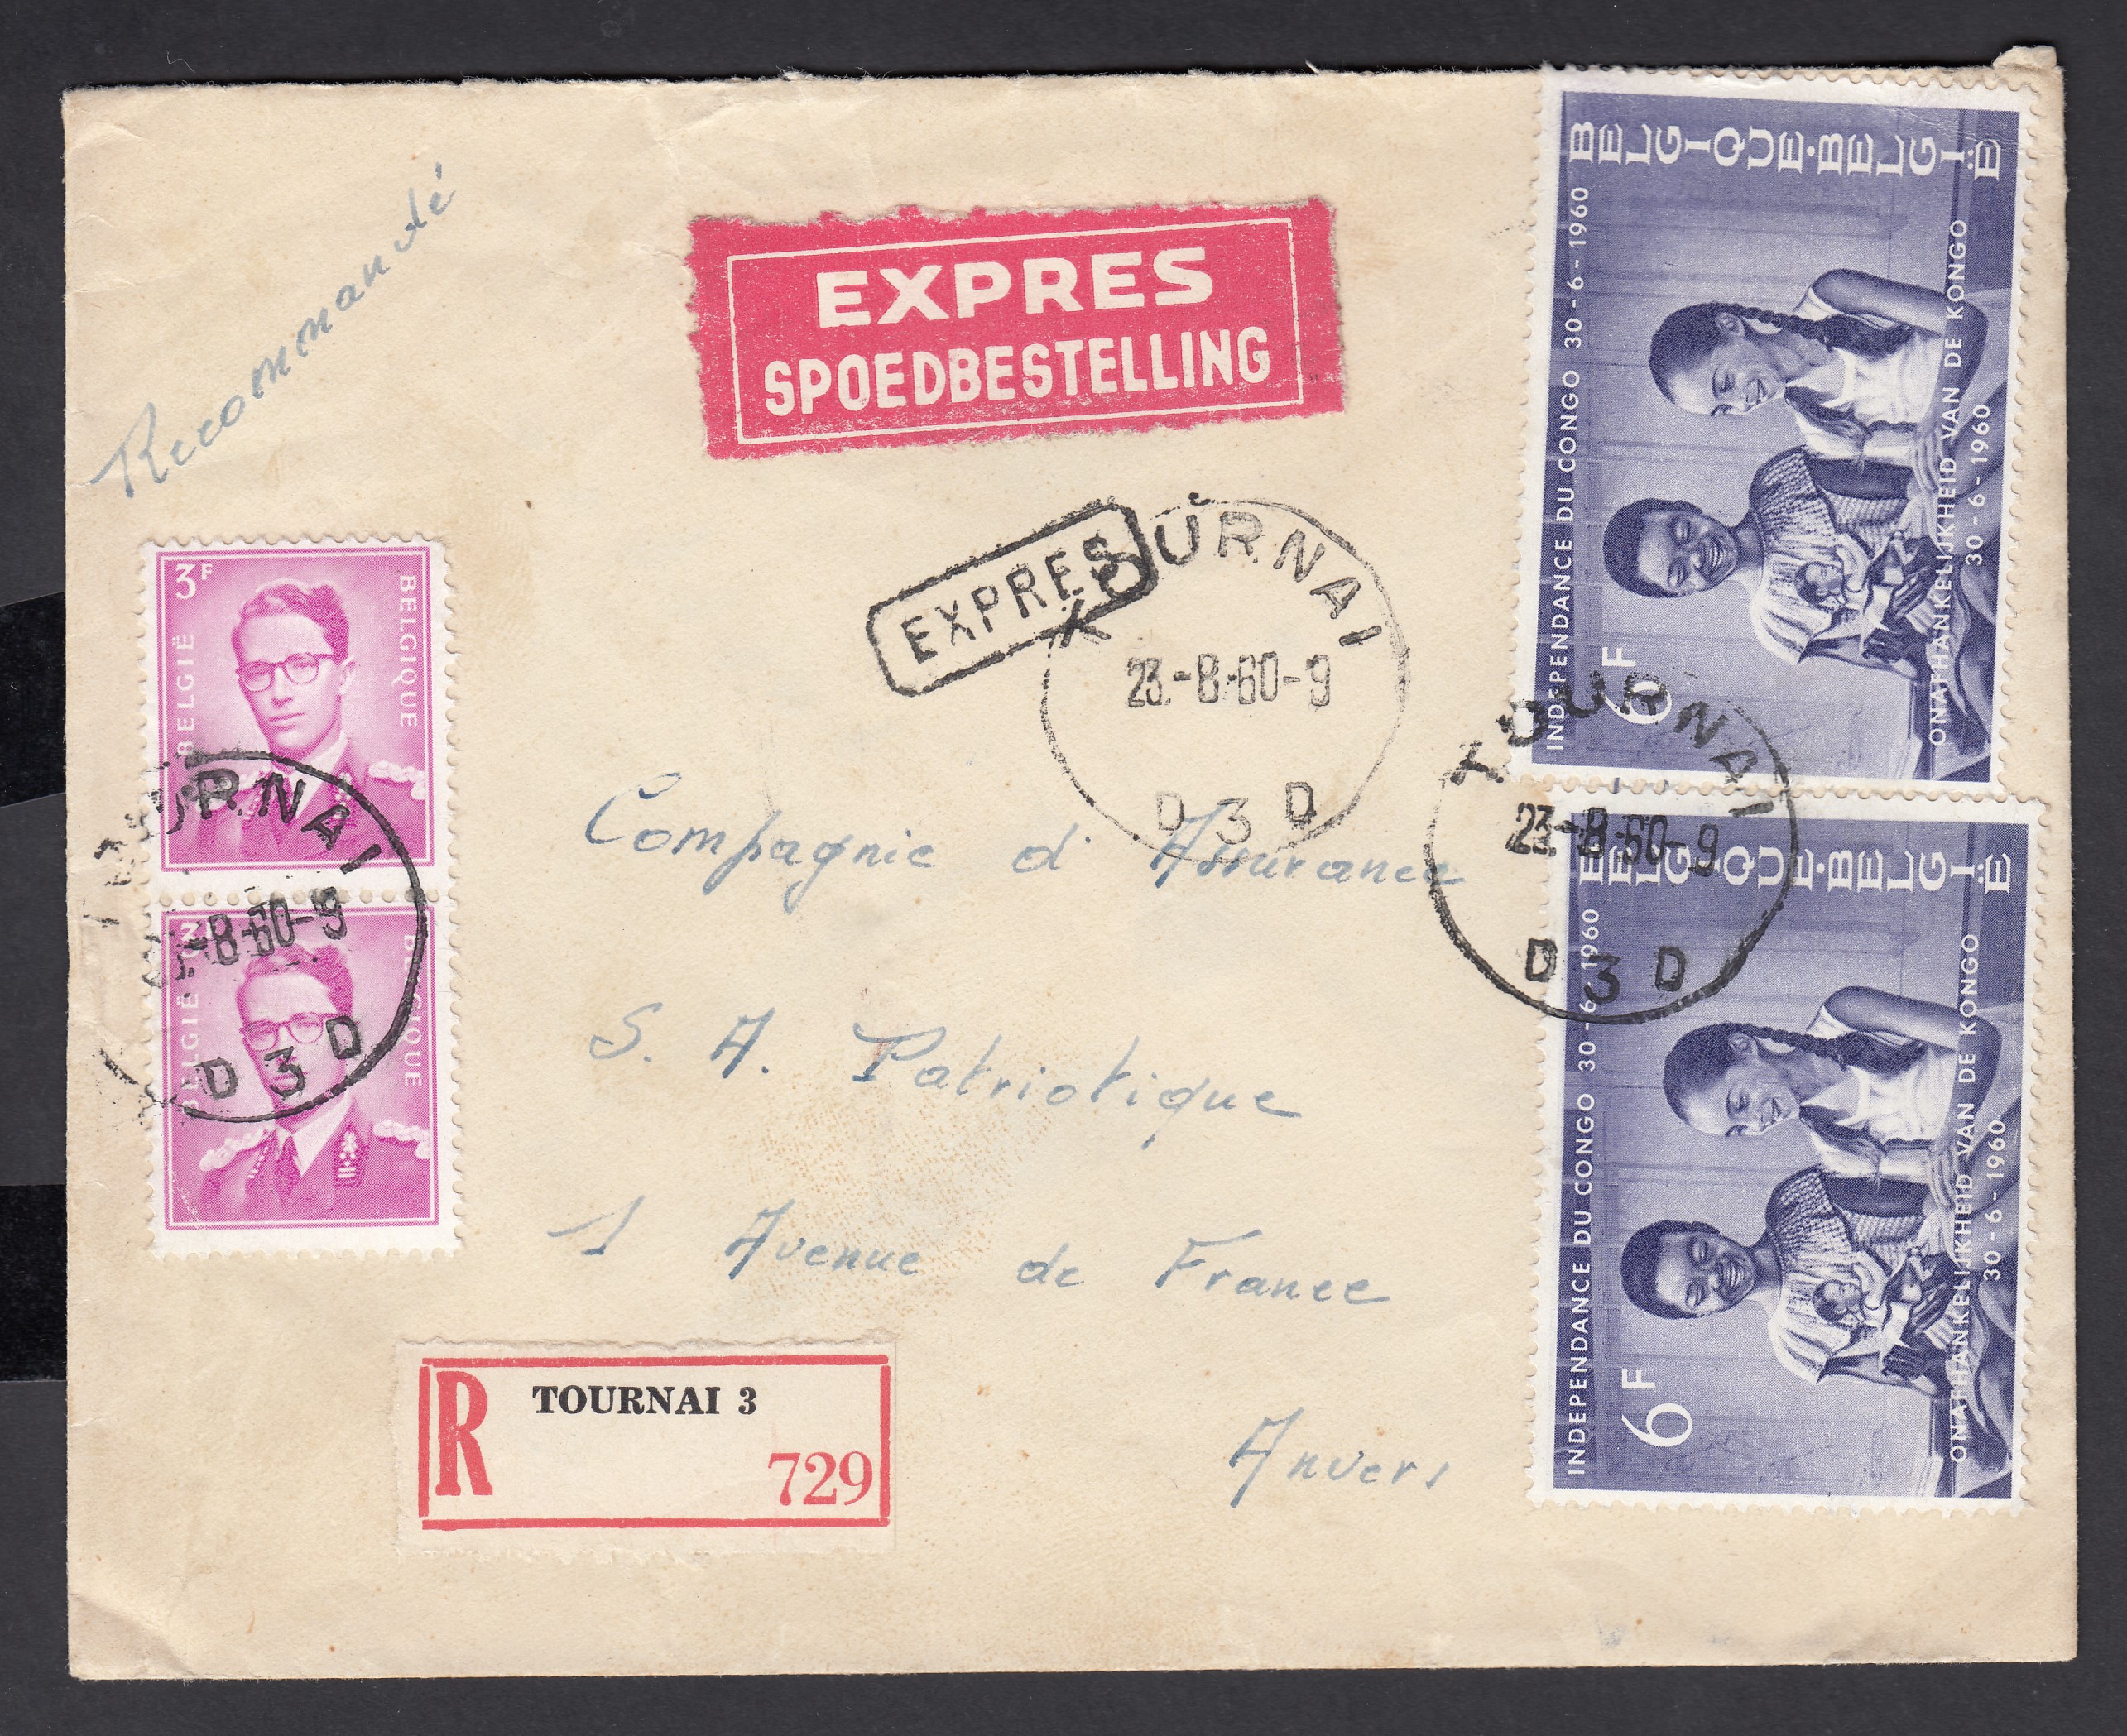 Recommandé
EXPRES
SPOEDBESTELLING
EXPRES
TOURNAI
23.-8-60-9
D 3 D
BELGIQUE·BELGIË
INDEPENDANCE DU CONGO 30-6-1960
ONAFHANKELIJKHEID VAN DE KONGO
30-6-1960
6F
TOURNAI
23.-8-60-9
D 3 D
BELGIQUE·BELGIË
INDEPENDANCE DU CONGO 30-6-1960
ONAFHANKELIJKHEID VAN DE KONGO
30-6-1960
6F
3F
BELGIË
BELGIQUE
TOURNAI
-8-60-9
D 3 D
3F
BELGIË
BELGIQUE
Compagnie d'Assurance
S. A. Patriotique
1 Avenue de France
Anvers
R TOURNAI 3
729